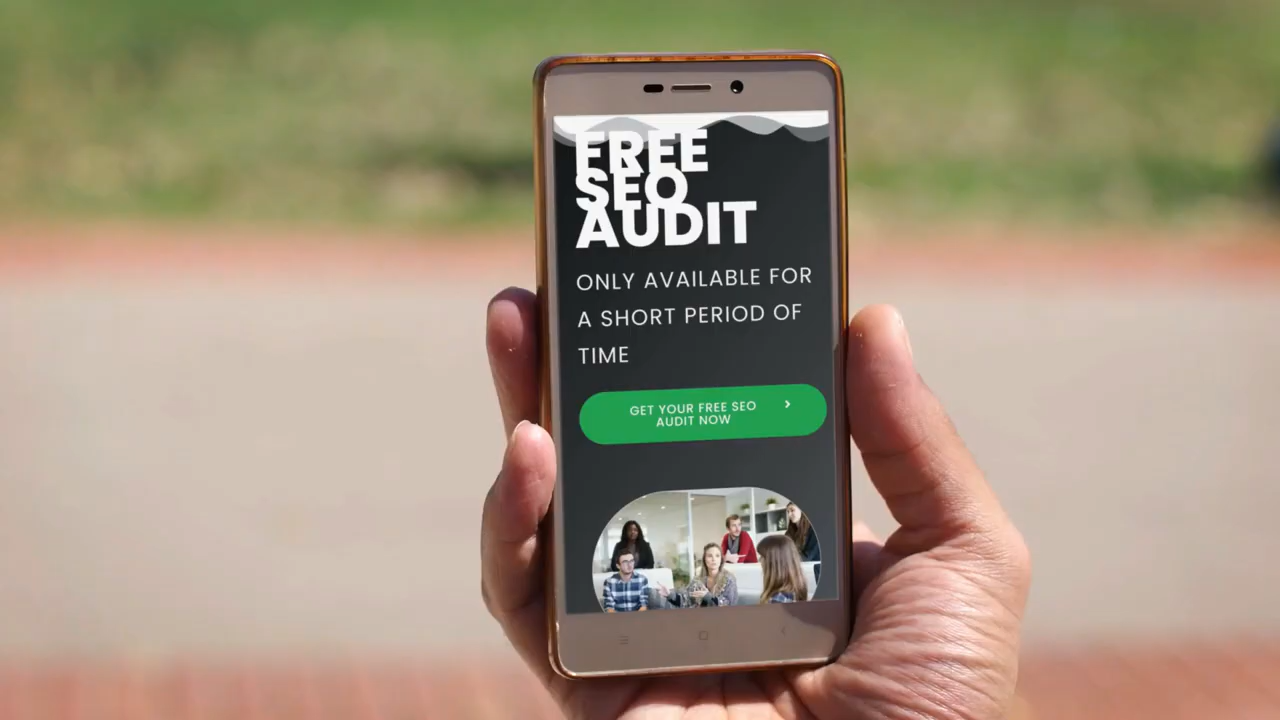 FREE
SEO
AUDIT
ONLY AVAILABLE FOR
A SHORT PERIOD OF
TIME
GET YOUR FREE SEO
AUDIT NOW